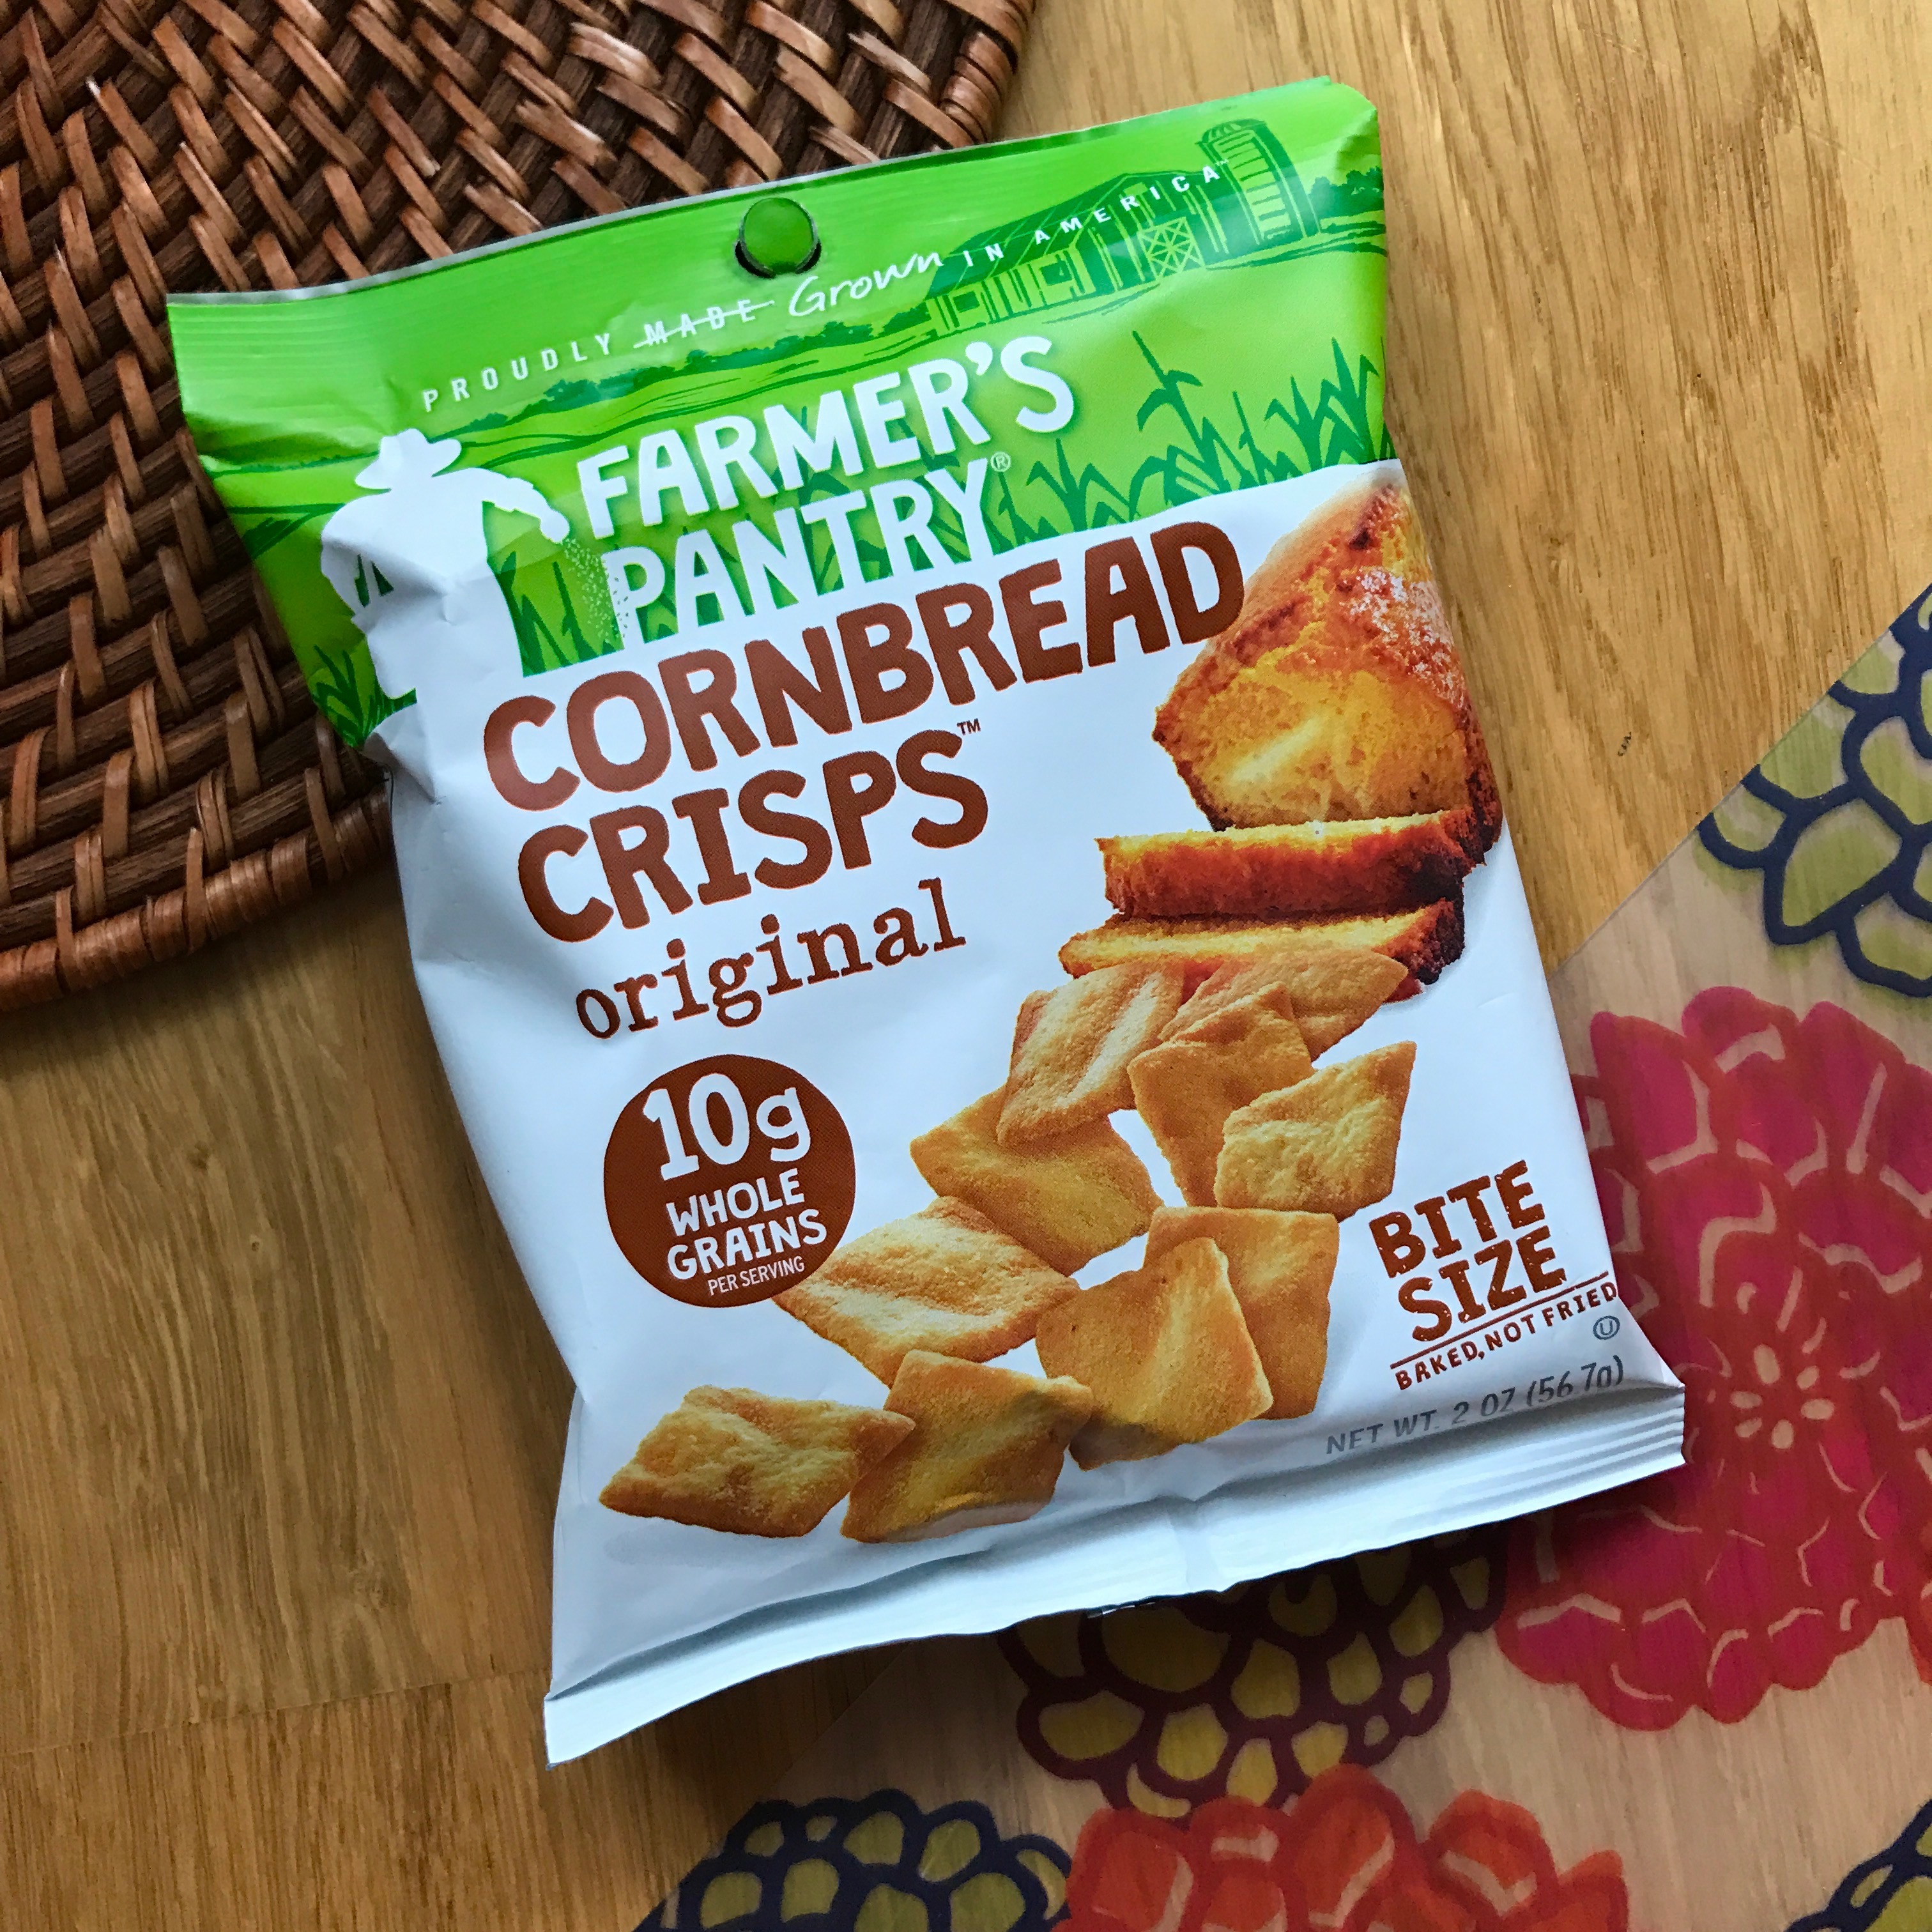 PROUDLY MADE Grown IN AMERICA™
FARMER'S
PANTRY®
CORNBREAD
CRISPS™
original
10g
WHOLE
GRAINS
PER SERVING
BITE
SIZE
BAKED, NOT FRIED
U
NET WT. 2 OZ (56.7g)